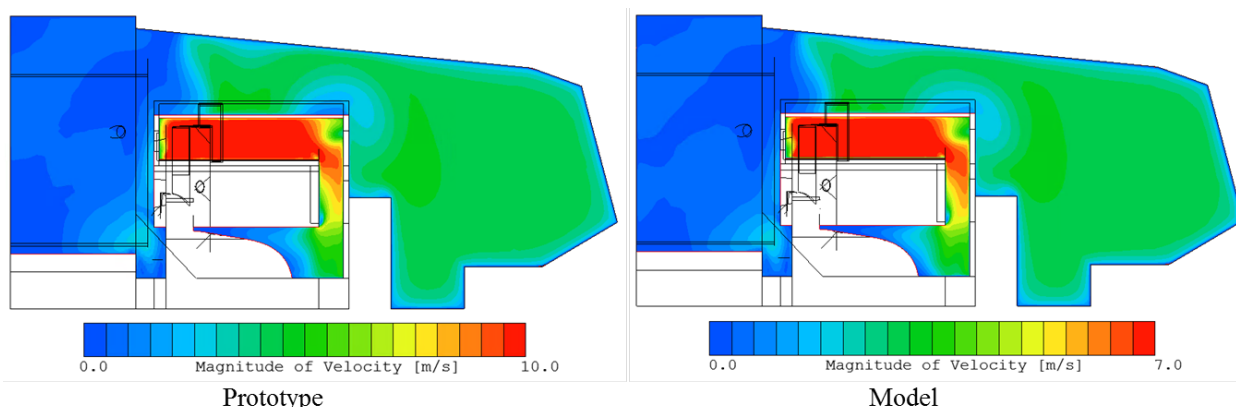 0.0 Magnitude of Velocity [m/s] 10.0
0.0 Magnitude of Velocity [m/s] 7.0
Prototype
Model